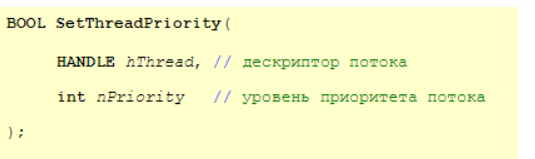 BOOL SetThreadPriority(
HANDLE hThread, // дескриптор потока
int nPriority // уровень приоритета потока
);